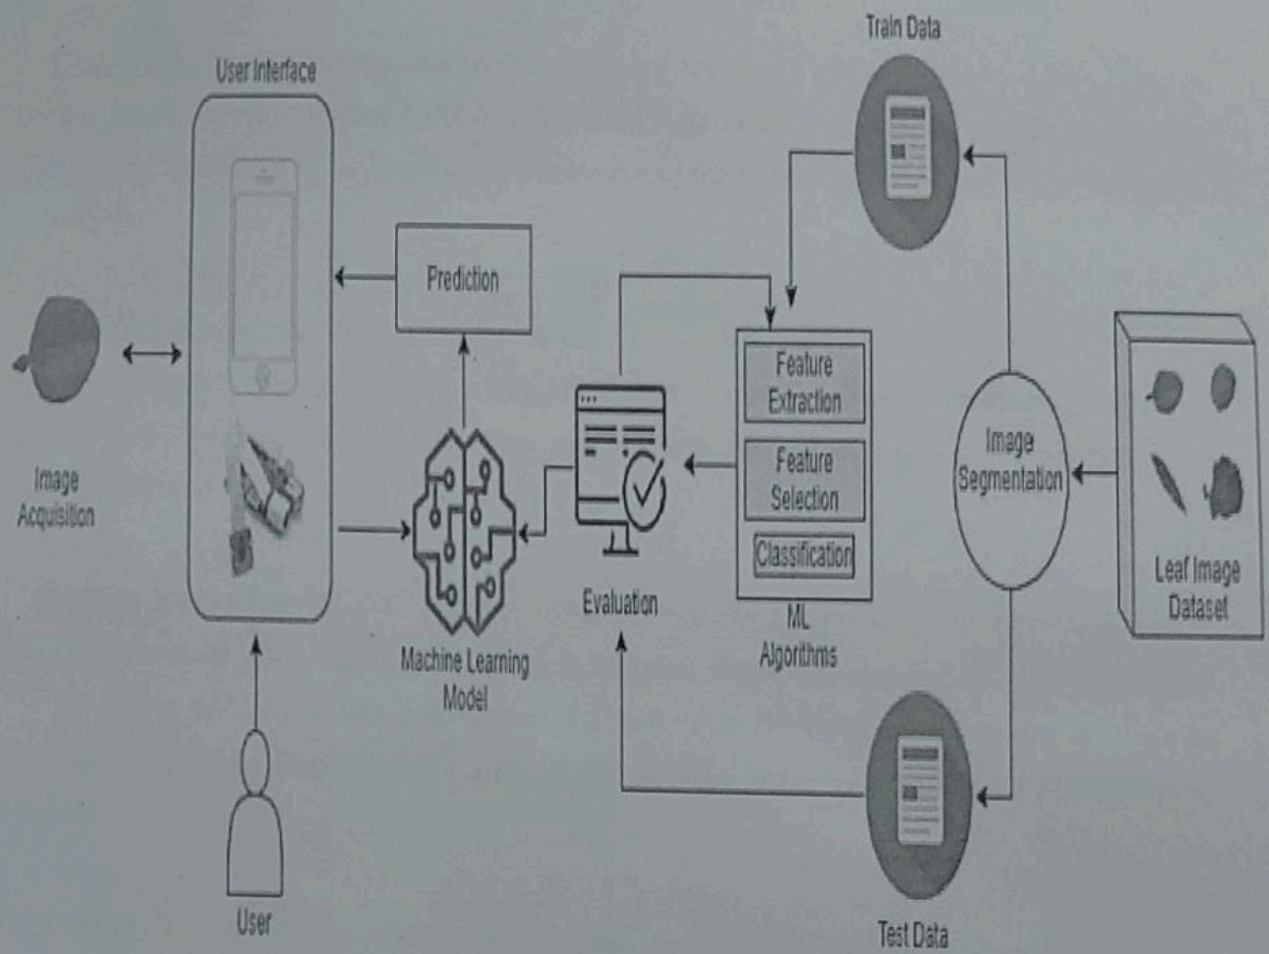 Train Data
User Interface
Prediction
Feature
Extraction
Image
Segmentation
Feature
Selection
Image
Acquisition
Classification
Leaf Image
Dataset
Evaluation
ML
Algorithms
Machine Learning
Model
User
Test Data